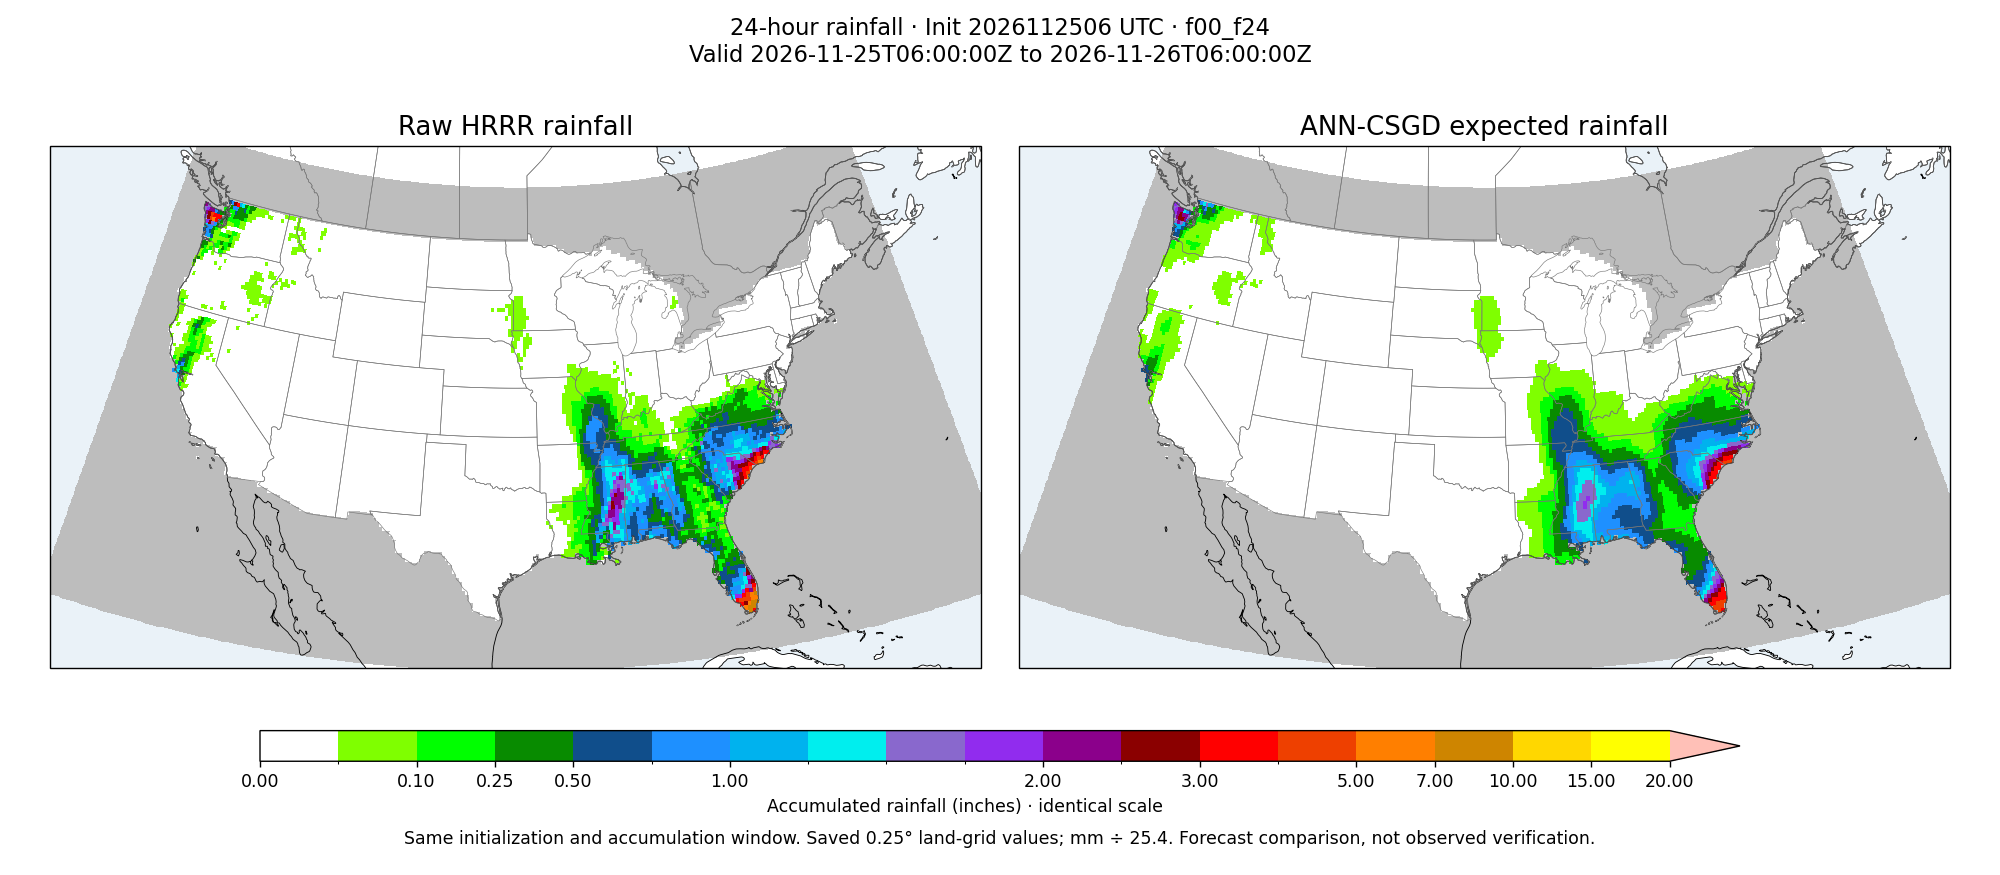 24-hour rainfall · Init 2026112506 UTC · f00_f24
Valid 2026-11-25T06:00:00Z to 2026-11-26T06:00:00Z
Raw HRRR rainfall
ANN-CSGD expected rainfall
0.00 0.10 0.25 0.50 1.00 2.00 3.00 5.00 7.00 10.00 15.00 20.00
Accumulated rainfall (inches) · identical scale
Same initialization and accumulation window. Saved 0.25° land-grid values; mm ÷ 25.4. Forecast comparison, not observed verification.